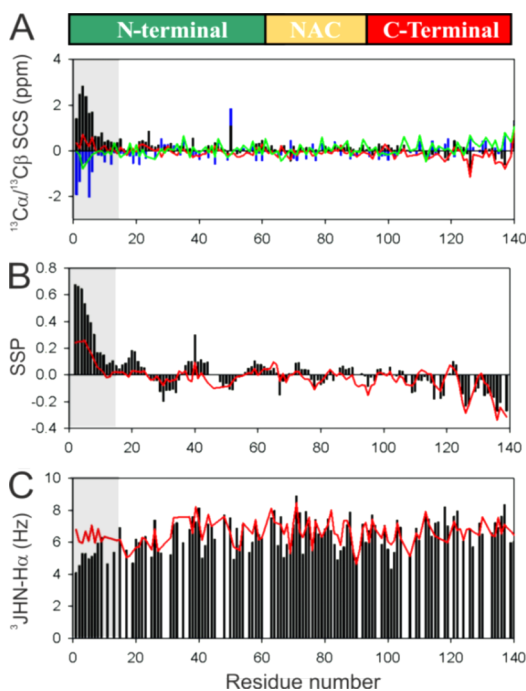 A
N-terminal NAC C-Terminal
¹³Cα/¹³Cβ SCS (ppm)
4
2
0
-2
0 20 40 60 80 100 120 140
B
SSP
0.8
0.6
0.4
0.2
0.0
-0.2
-0.4
0 20 40 60 80 100 120 140
C
³JHN-Hα (Hz)
10
8
6
4
2
0
0 20 40 60 80 100 120 140
Residue number